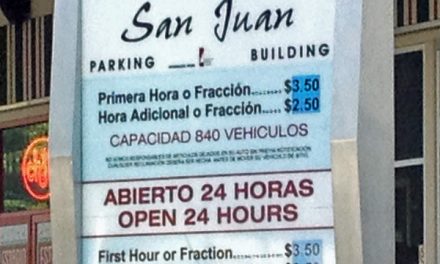 San Juan
PARKING BUILDING
Primera Hora o Fracción........ $3.50
Hora Adicional o Fracción..... $2.50
CAPACIDAD 840 VEHICULOS
ABIERTO 24 HORAS
OPEN 24 HOURS
First Hour or Fraction........ $3.50